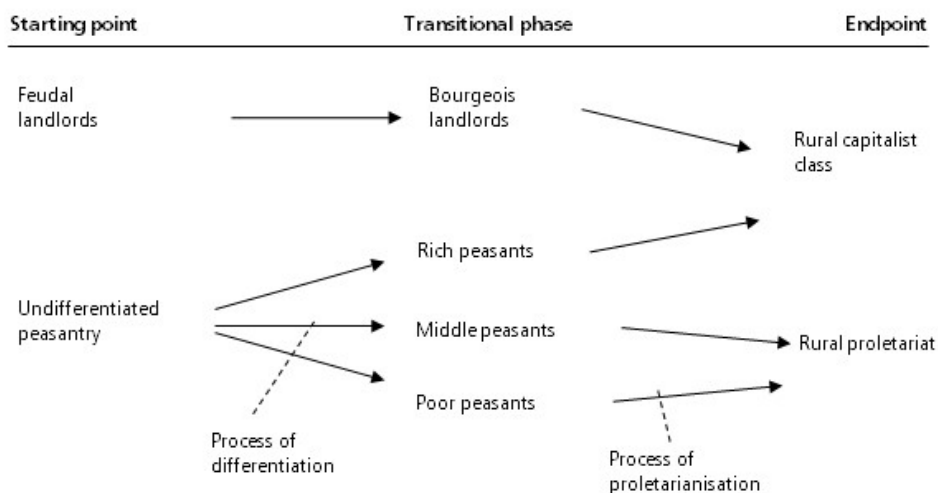 Starting point Transitional phase Endpoint
Feudal
landlords
Bourgeois
landlords
Rural capitalist
class
Rich peasants
Undifferentiated
peasantry
Middle peasants
Rural proletariat
Poor peasants
Process of
differentiation
Process of
proletarianisation